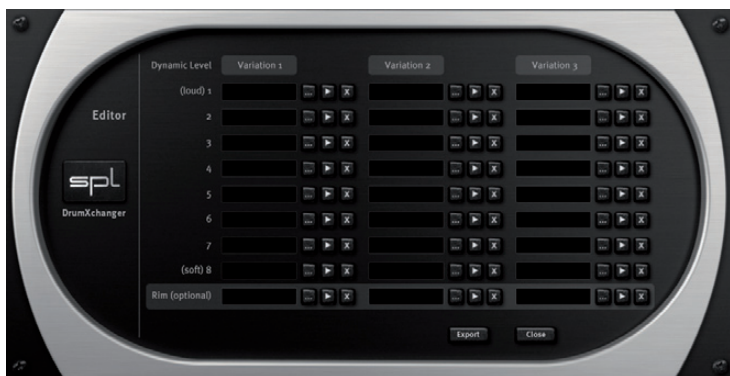 Dynamic Level Variation 1 Variation 2 Variation 3
(loud) 1 ... X ... X ... X
Editor
2 ... X ... X ... X
3 ... X ... X ... X
4 ... X ... X ... X
spl
5 ... X ... X ... X
DrumXchanger
6 ... X ... X ... X
7 ... X ... X ... X
(soft) 8 ... X ... X ... X
Rim (optional) ... X ... X ... X
Export Close